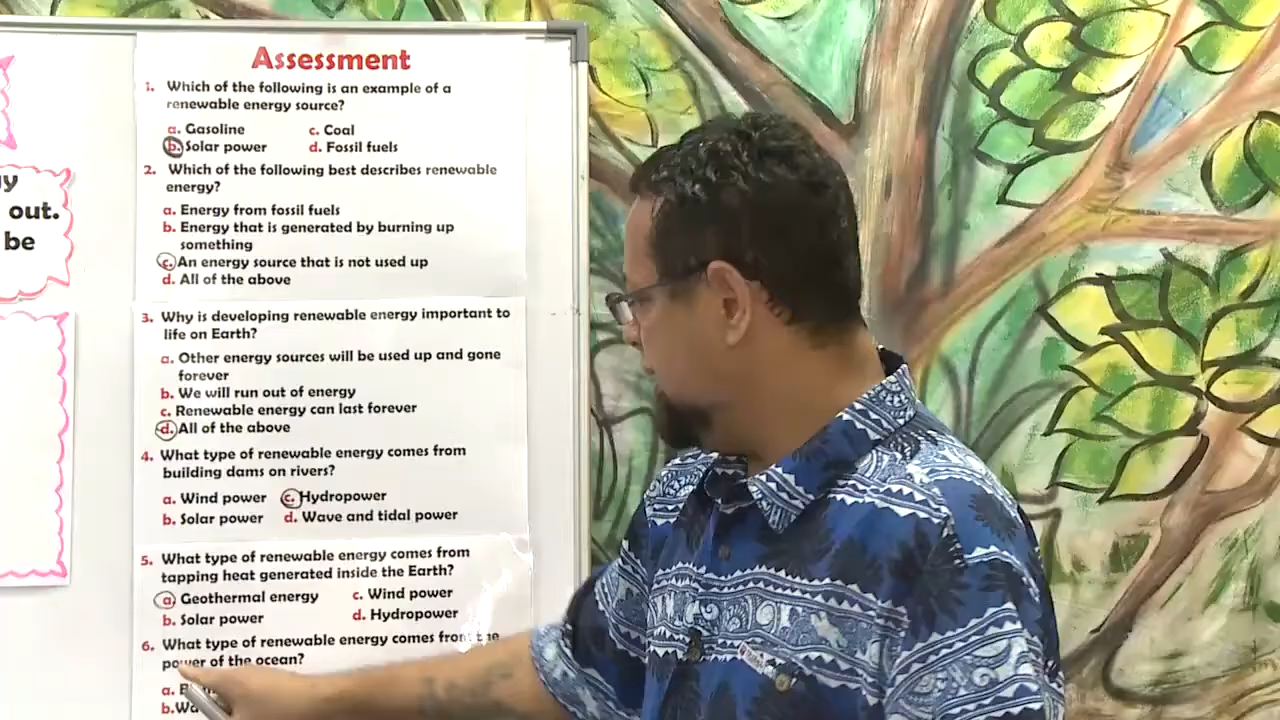 y
out.
be
Assessment
1. Which of the following is an example of a
renewable energy source?
a. Gasoline c. Coal
b. Solar power d. Fossil fuels
2. Which of the following best describes renewable
energy?
a. Energy from fossil fuels
b. Energy that is generated by burning up
something
c. An energy source that is not used up
d. All of the above
3. Why is developing renewable energy important to
life on Earth?
a. Other energy sources will be used up and gone
forever
b. We will run out of energy
c. Renewable energy can last forever
d. All of the above
4. What type of renewable energy comes from
building dams on rivers?
a. Wind power c. Hydropower
b. Solar power d. Wave and tidal power
5. What type of renewable energy comes from
tapping heat generated inside the Earth?
a. Geothermal energy c. Wind power
b. Solar power d. Hydropower
6. What type of renewable energy comes from the
power of the ocean?
a.
b.